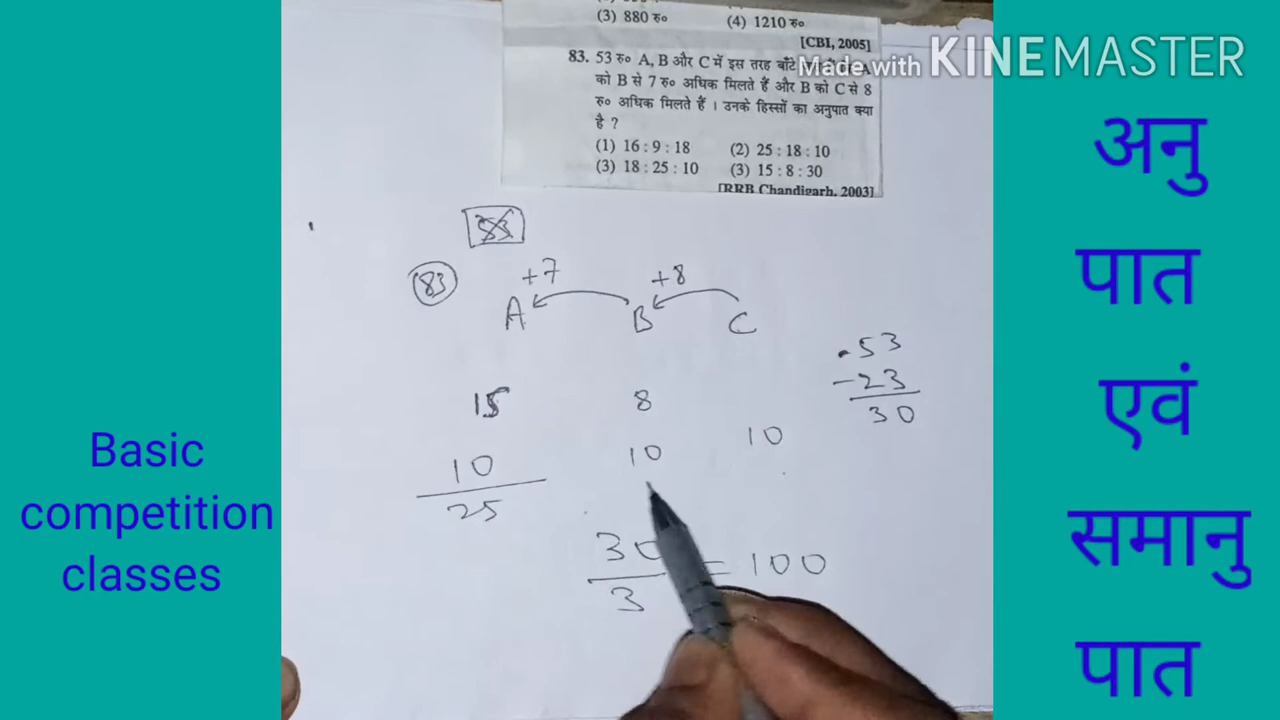 (3) 880 रु० (4) 1210 रु०
[CBI, 2005]
Made with KINEMASTER
83. 53 रु० A, B और C में इस तरह बाँटे A
को B से 7 रु० अधिक मिलते हैं और B को C से 8
रु० अधिक मिलते हैं । उनके हिस्सों का अनुपात क्या
है ?
(1) 16 : 9 : 18 (2) 25 : 18 : 10
(3) 18 : 25 : 10 (3) 15 : 8 : 30
[RRB Chandigarh, 2003]
83
+7 +8
A B C
53
15 8 -23
10 10 10 30
25
30
3 = 100
Basic
competition
classes
अनु
पात
एवं
समानु
पात